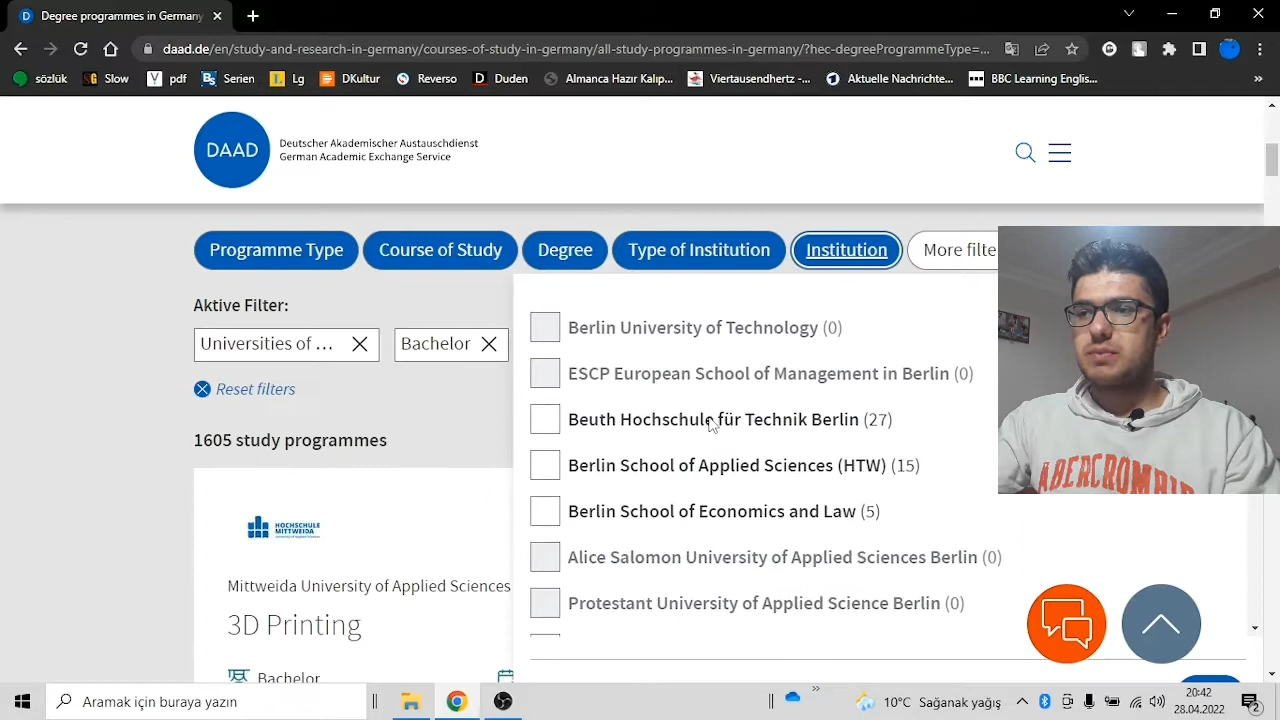 Degree programmes in Germany
daad.de/en/study-and-research-in-germany/courses-of-study-in-germany/all-study-programmes-in-germany/?hec-degreeProgrammeType=...
sözlük
Slow
pdf
Serien
Lg
DKultur
Reverso
Duden
Almanca Hazır Kalıp...
Viertausendhertz -...
Aktuelle Nachrichte...
BBC Learning Englis...
DAAD
Deutscher Akademischer Austauschdienst
German Academic Exchange Service
Programme Type
Course of Study
Degree
Type of Institution
Institution
More filte
Aktive Filter:
Universities of ...
Bachelor
Reset filters
1605 study programmes
Berlin University of Technology (0)
ESCP European School of Management in Berlin (0)
Beuth Hochschule für Technik Berlin (27)
Berlin School of Applied Sciences (HTW) (15)
Berlin School of Economics and Law (5)
Alice Salomon University of Applied Sciences Berlin (0)
Protestant University of Applied Science Berlin (0)
HOCHSCHULE
MITTWEIDA
Mittweida University of Applied Sciences
3D Printing
Bachelor
Aramak için buraya yazın
10°C Sağanak yağış
20:42
28.04.2022
2